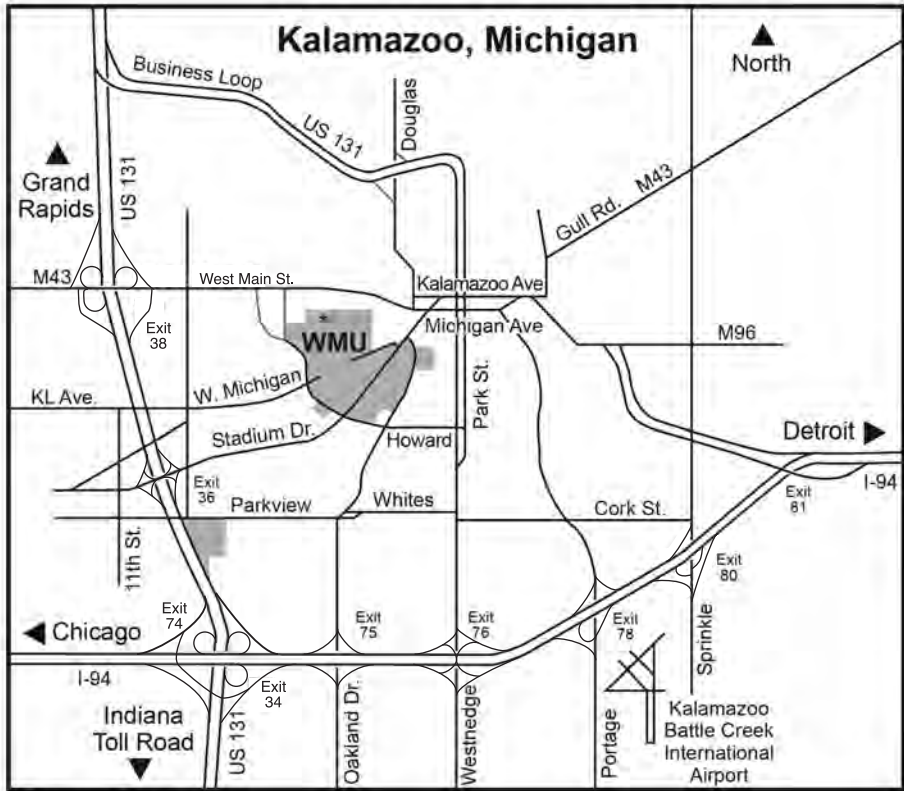 Kalamazoo, Michigan
Business Loop
US 131
Douglas
North
Grand
Rapids
US 131
Gull Rd.
M43
M43
West Main St.
Kalamazoo Ave
Exit
38
WMU
Michigan Ave
M96
KL Ave.
W. Michigan
Park St.
Stadium Dr.
Howard
Detroit
I-94
Exit
36
Parkview
Whites
Cork St.
Exit
81
11th St.
Exit
80
Exit
74
Chicago
Exit
75
Exit
76
Exit
78
Sprinkle
I-94
Exit
34
Indiana
Toll Road
US 131
Oakland Dr.
Westnedge
Portage
Kalamazoo
Battle Creek
International
Airport